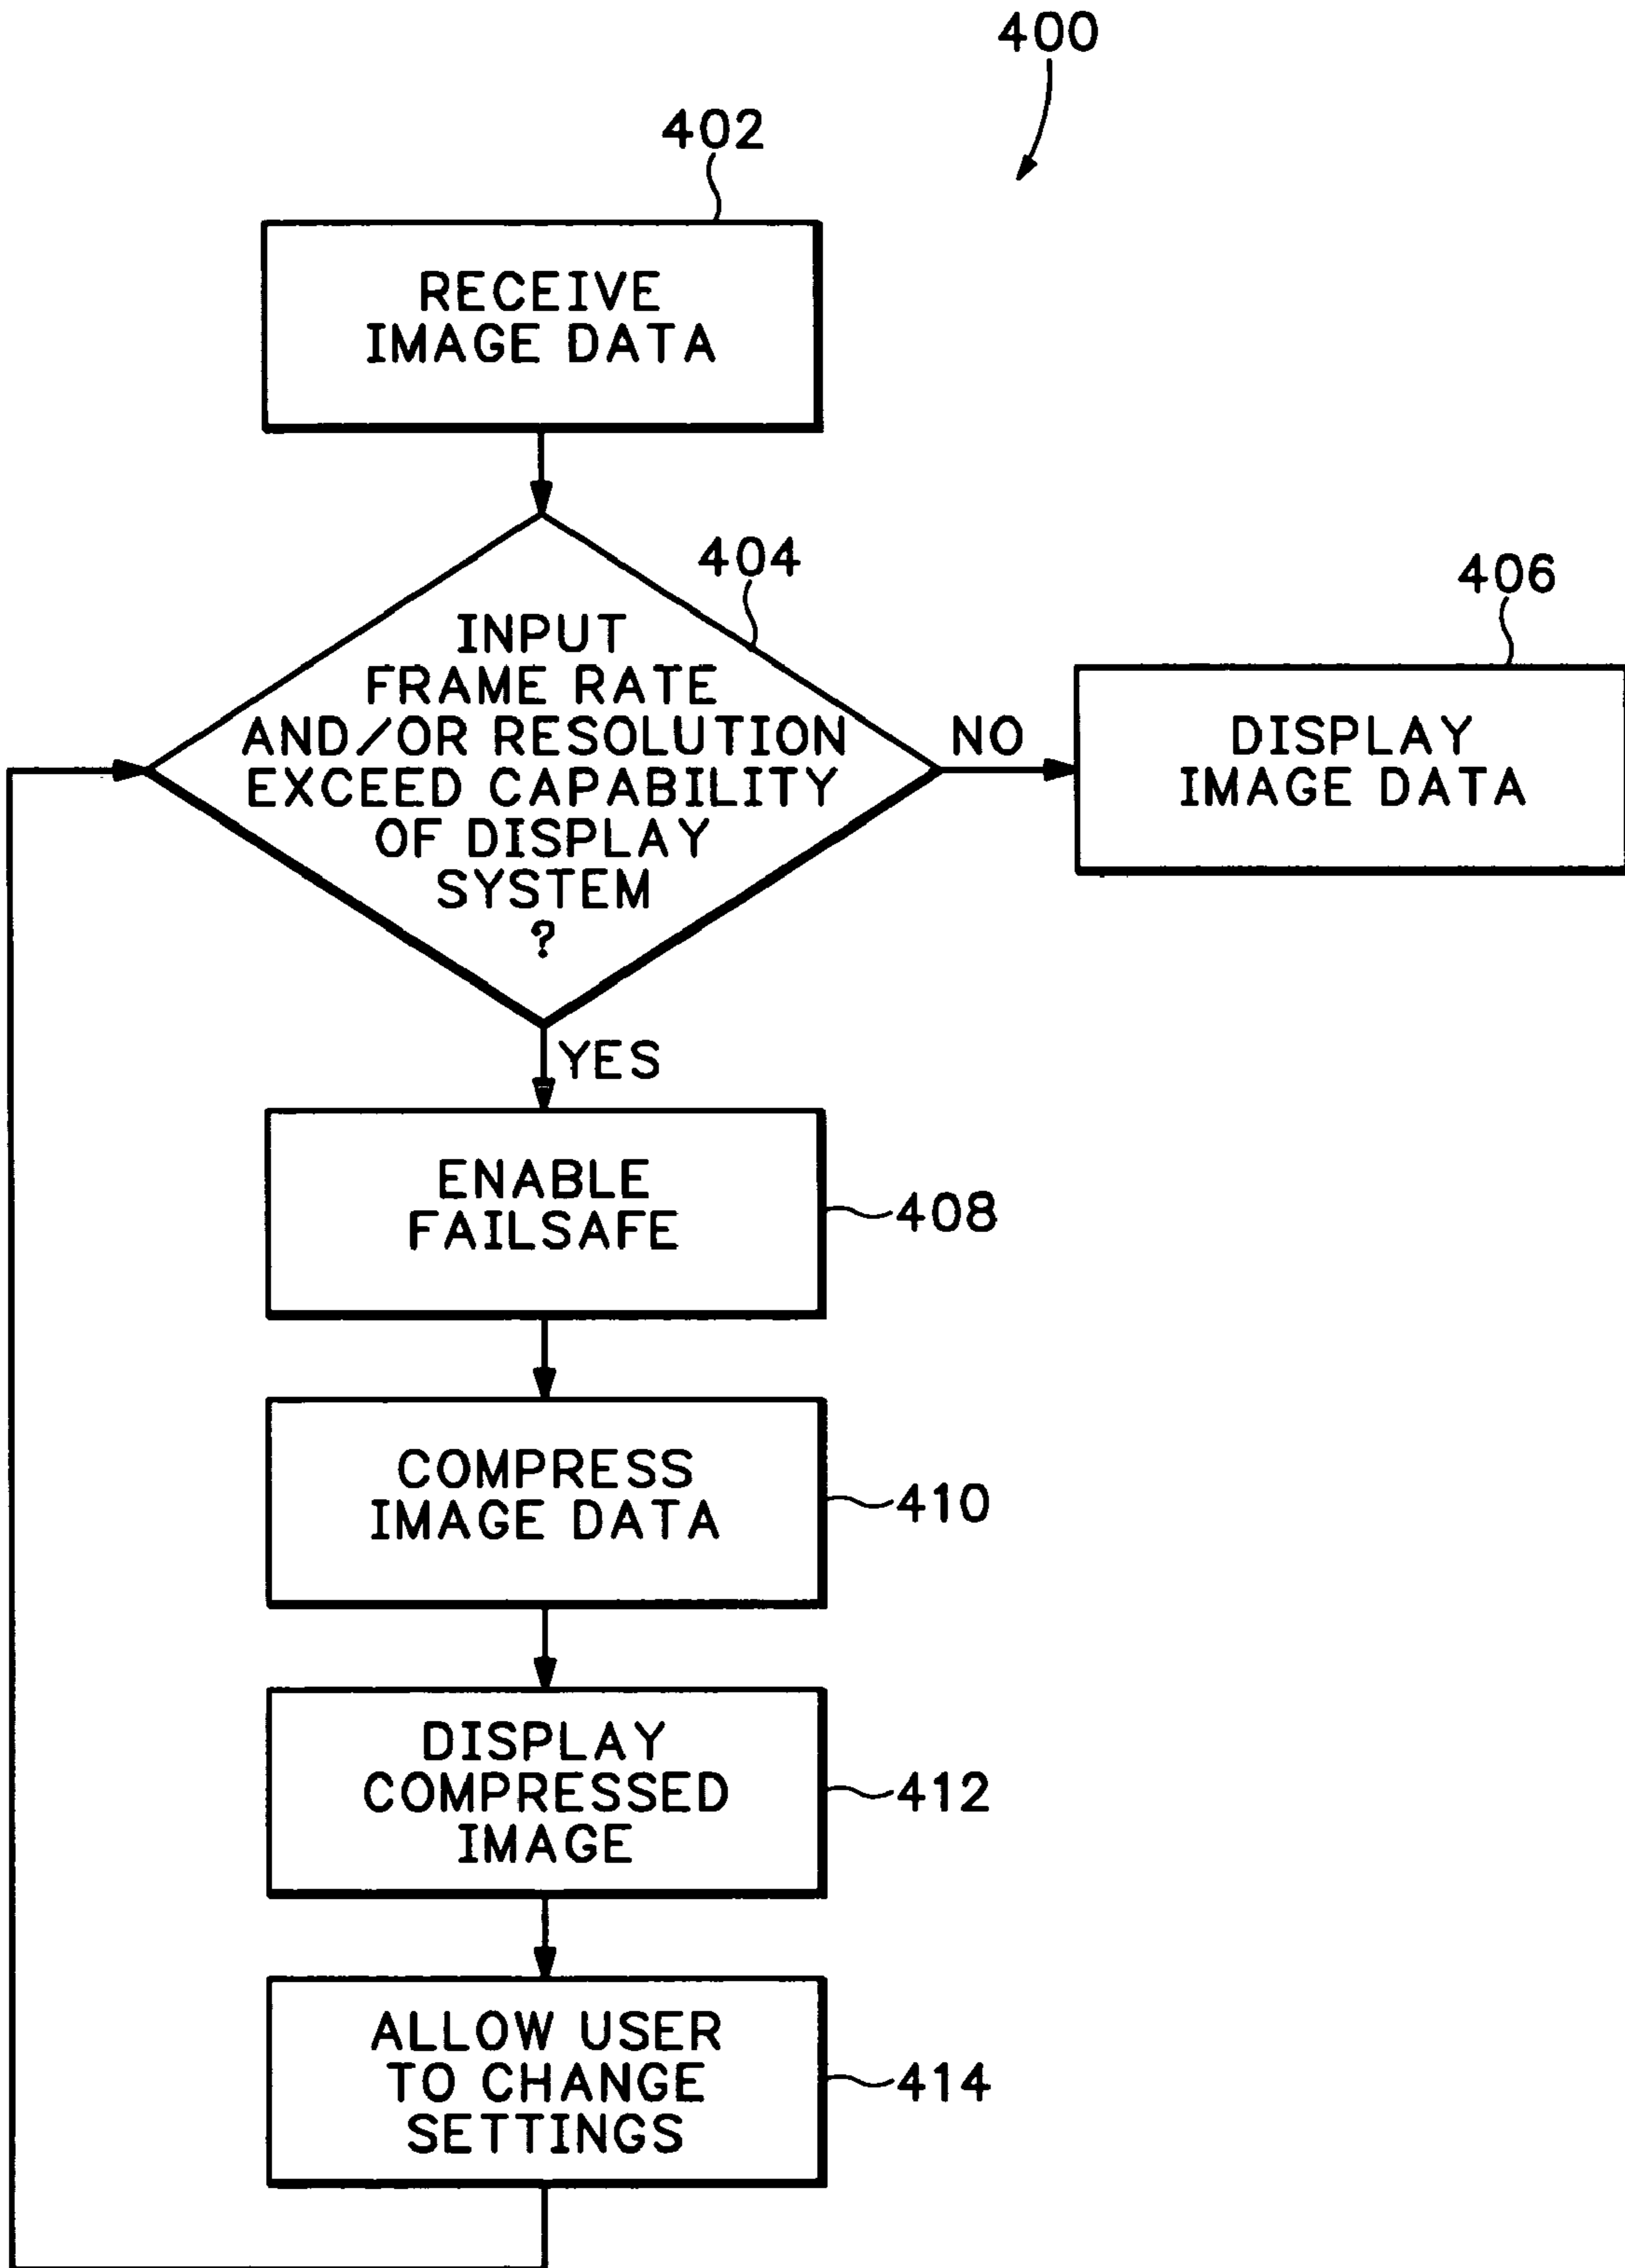 400
402
RECEIVE
IMAGE DATA
404
INPUT
FRAME RATE
AND/OR RESOLUTION
EXCEED CAPABILITY
OF DISPLAY
SYSTEM
?
NO
406
DISPLAY
IMAGE DATA
YES
ENABLE
FAILSAFE
408
COMPRESS
IMAGE DATA
410
DISPLAY
COMPRESSED
IMAGE
412
ALLOW USER
TO CHANGE
SETTINGS
414